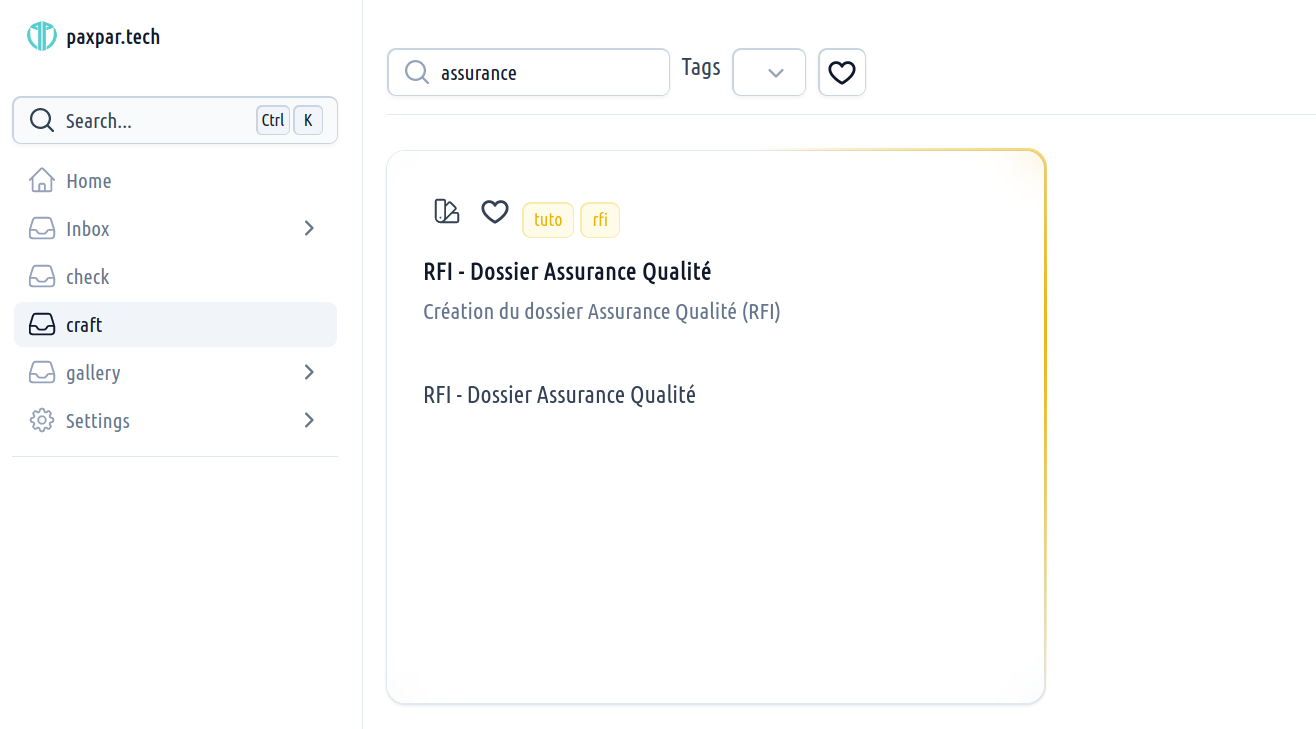 paxpar.tech
Search... Ctrl K
Home
Inbox
check
craft
gallery
Settings
assurance Tags
tuto rfi
RFI - Dossier Assurance Qualité
Création du dossier Assurance Qualité (RFI)
RFI - Dossier Assurance Qualité